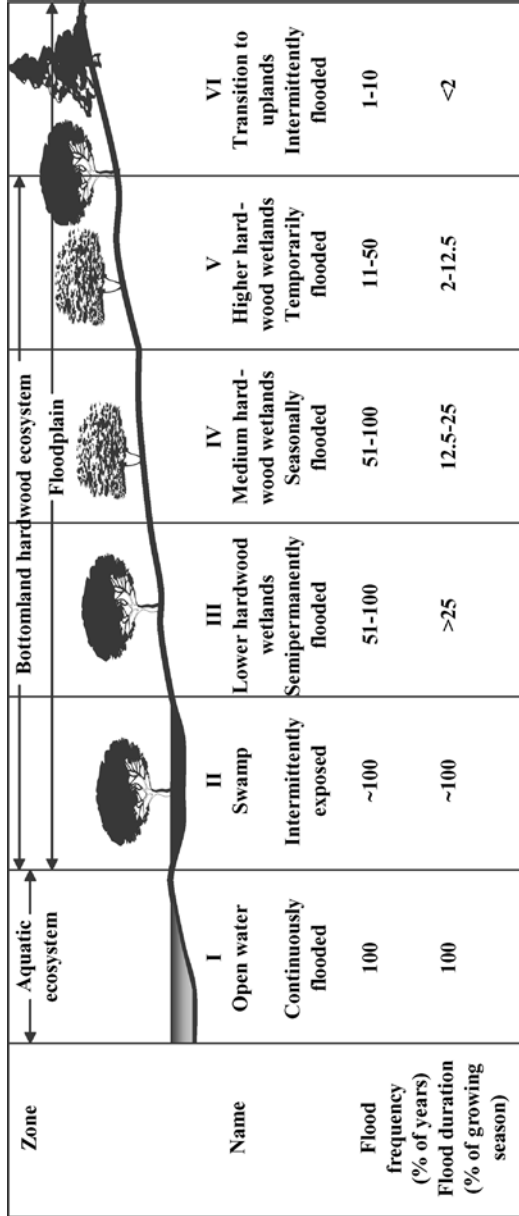 Zone
Aquatic
ecosystem
Bottomland hardwood ecosystem
Floodplain
Name
I
Open water
Continuously
flooded
II
Swamp
Intermittently
exposed
III
Lower hardwood
wetlands
Semipermanently
flooded
IV
Medium hard-
wood wetlands
Seasonally
flooded
V
Higher hard-
wood wetlands
Temporarily
flooded
VI
Transition to
uplands
Intermittently
flooded
Flood
frequency
(% of years)
100
~100
51-100
51-100
11-50
1-10
Flood duration
(% of growing
season)
100
~100
>25
12.5-25
2-12.5
<2